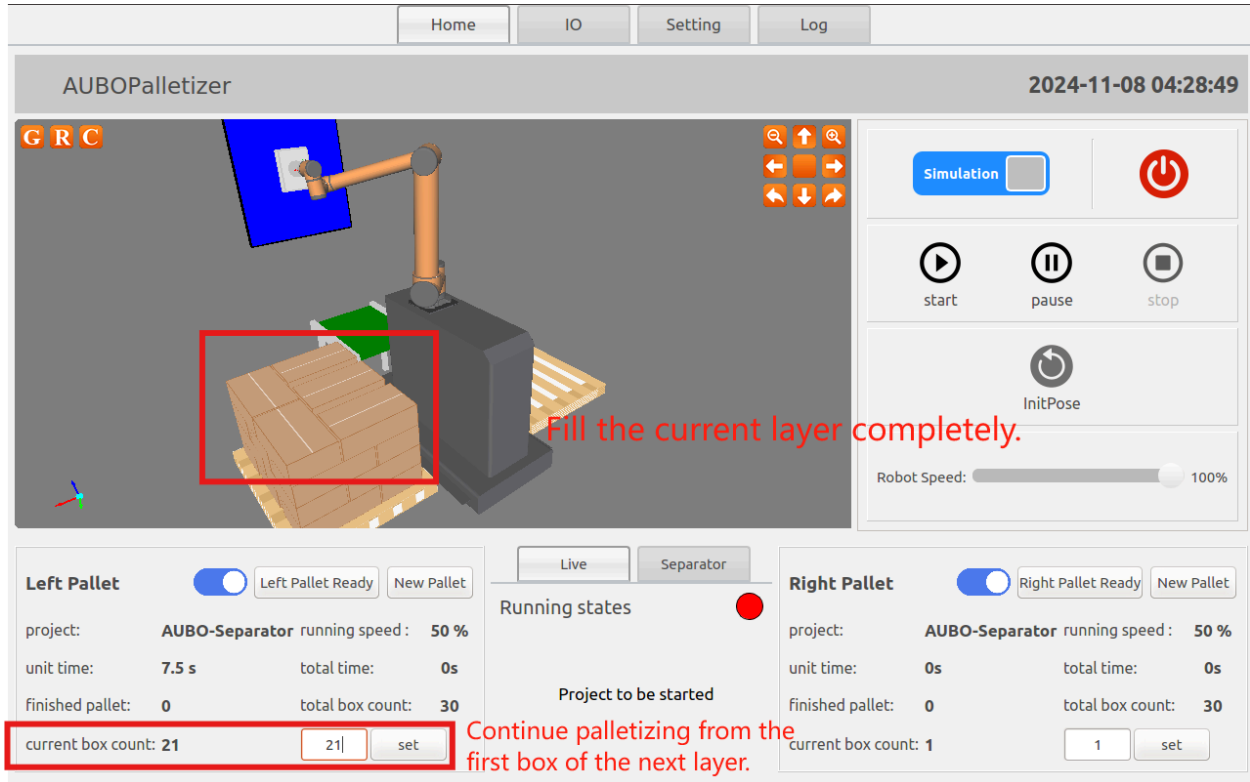 Home IO Setting Log
AUBOPalletizer 2024-11-08 04:28:49
G R C
Simulation
start pause stop
InitPose
Fill the current layer completely.
Robot Speed: 100%
Left Pallet Left Pallet Ready New Pallet
project: AUBO-Separator running speed : 50 %
unit time: 7.5 s total time: 0s
finished pallet: 0 total box count: 30
current box count: 21 21 set
Live Separator
Running states
Project to be started
Continue palletizing from the
first box of the next layer.
Right Pallet Right Pallet Ready New Pallet
project: AUBO-Separator running speed : 50 %
unit time: 0s total time: 0s
finished pallet: 0 total box count: 30
current box count: 1 1 set